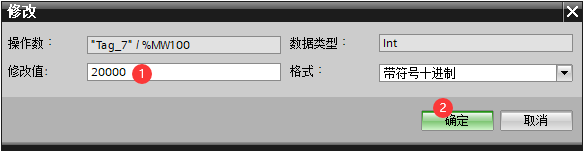 修改
操作数： "Tag_7" / %MW100 数据类型： Int
修改值: 20000 1 格式： 带符号十进制
2
确定 取消